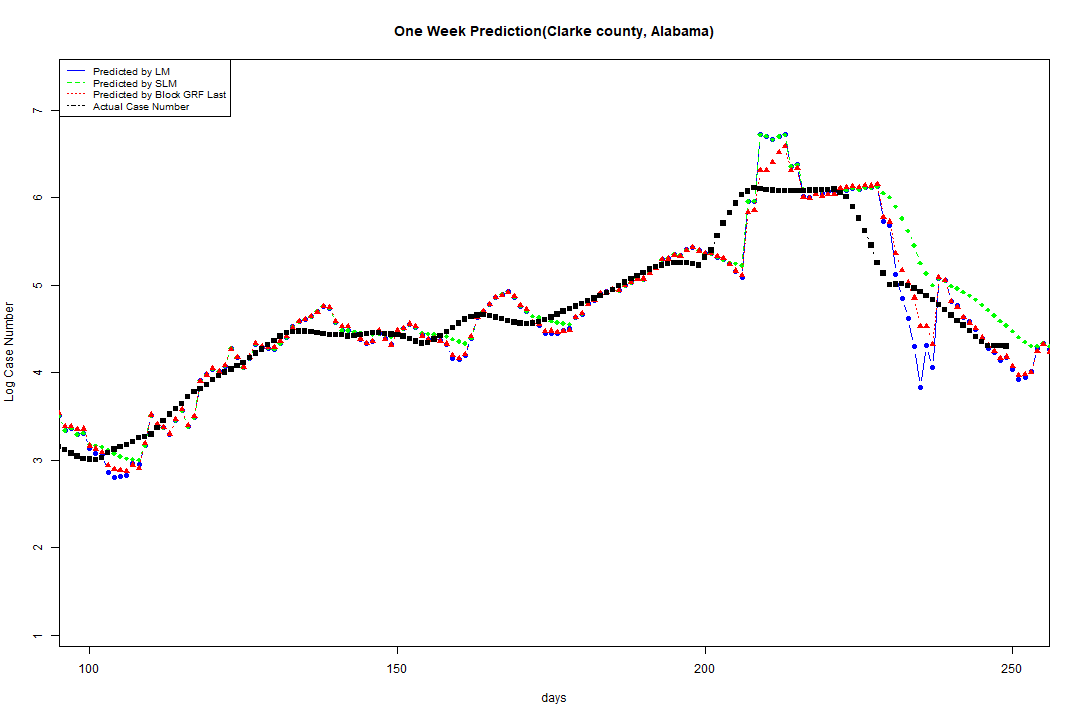 One Week Prediction(Clarke county, Alabama)
Predicted by LM
Predicted by SLM
Predicted by Block GRF Last
Actual Case Number
Log Case Number
7
6
5
4
3
2
1
100 150 200 250
days